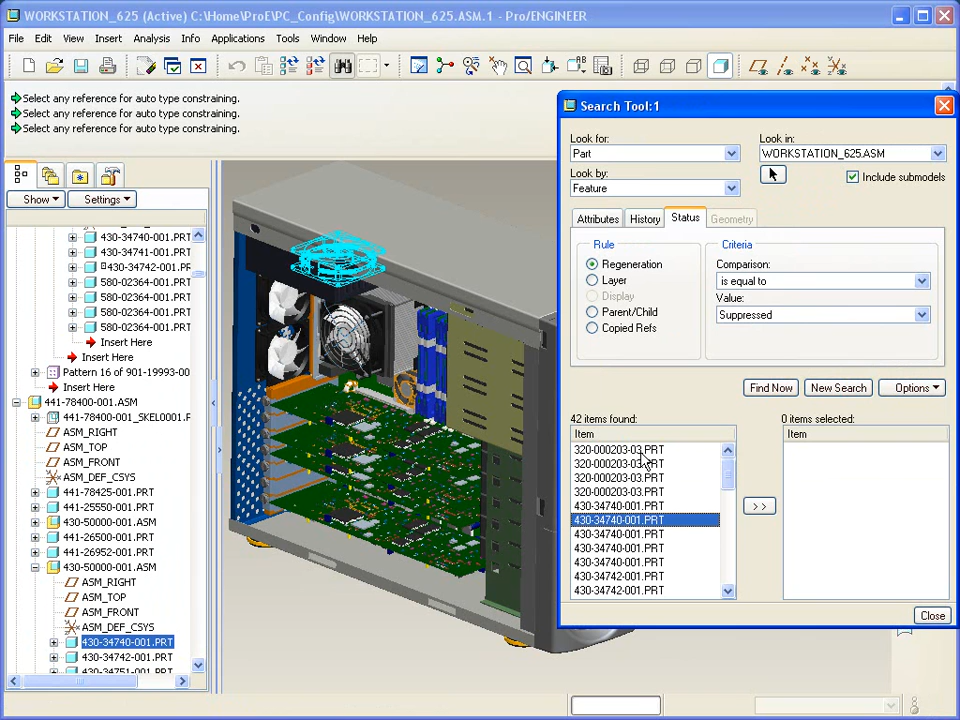 WORKSTATION_625 (Active) C:\Home\ProE\PC_Config\WORKSTATION_625.ASM.1 - Pro/ENGINEER
File Edit View Insert Analysis Info Applications Tools Window Help
Select any reference for auto type constraining.
Select any reference for auto type constraining.
Select any reference for auto type constraining.
Show Settings
430-34740-001.PRT
430-34741-001.PRT
430-34742-001.PRT
580-02364-001.PRT
580-02364-001.PRT
580-02364-001.PRT
580-02364-001.PRT
Insert Here
Insert Here
Pattern 16 of 901-19993-00
Insert Here
441-78400-001.ASM
441-78400-001_SKEL0001.F
ASM_RIGHT
ASM_TOP
ASM_FRONT
ASM_DEF_CSYS
441-78425-001.PRT
441-25550-001.PRT
430-50000-001.ASM
441-26500-001.PRT
441-26952-001.PRT
430-50000-001.ASM
ASM_RIGHT
ASM_TOP
ASM_FRONT
ASM_DEF_CSYS
430-34740-001.PRT
430-34742-001.PRT
430-34751-001.PRT
Search Tool:1
Look for:
Part
Look in:
WORKSTATION_625.ASM
Look by:
Feature
Include submodels
Attributes History Status Geometry
Rule
Regeneration
Layer
Display
Parent/Child
Copied Refs
Criteria
Comparison:
is equal to
Value:
Suppressed
Find Now New Search Options
42 items found:
Item
320-000203-03.PRT
320-000203-03.PRT
320-000203-03.PRT
320-000203-03.PRT
430-34740-001.PRT
430-34740-001.PRT
430-34740-001.PRT
430-34740-001.PRT
430-34740-001.PRT
430-34742-001.PRT
430-34742-001.PRT
>>
0 items selected:
Item
Close